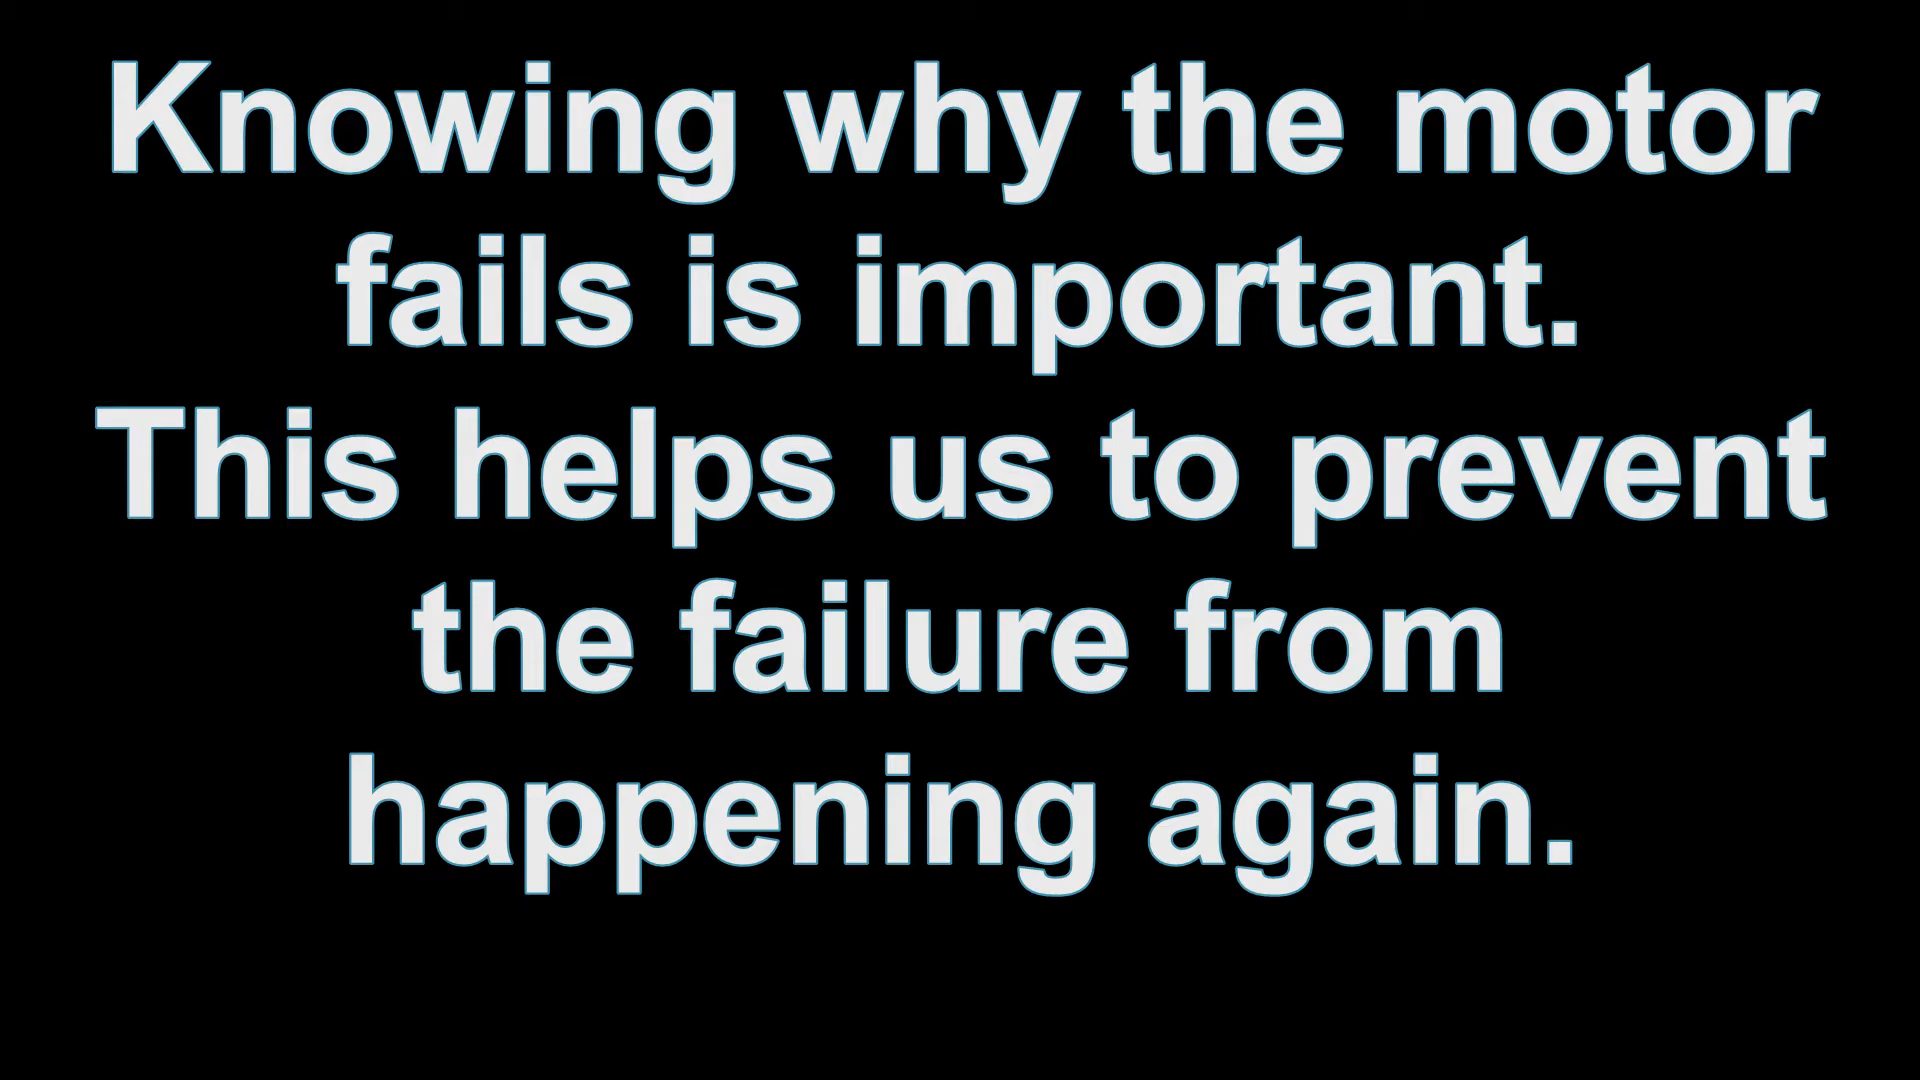 Knowing why the motor
fails is important.
This helps us to prevent
the failure from
happening again.